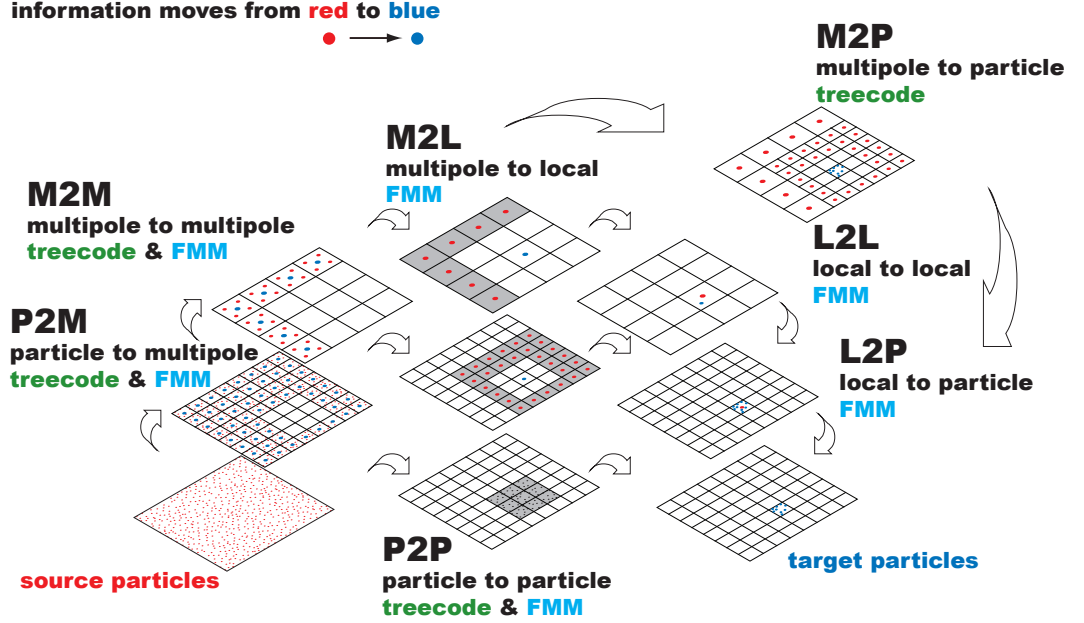 information moves from red to blue
M2P
multipole to particle
treecode
M2L
multipole to local
FMM
M2M
multipole to multipole
treecode & FMM
L2L
local to local
FMM
P2M
particle to multipole
treecode & FMM
L2P
local to particle
FMM
P2P
particle to particle
treecode & FMM
source particles
target particles